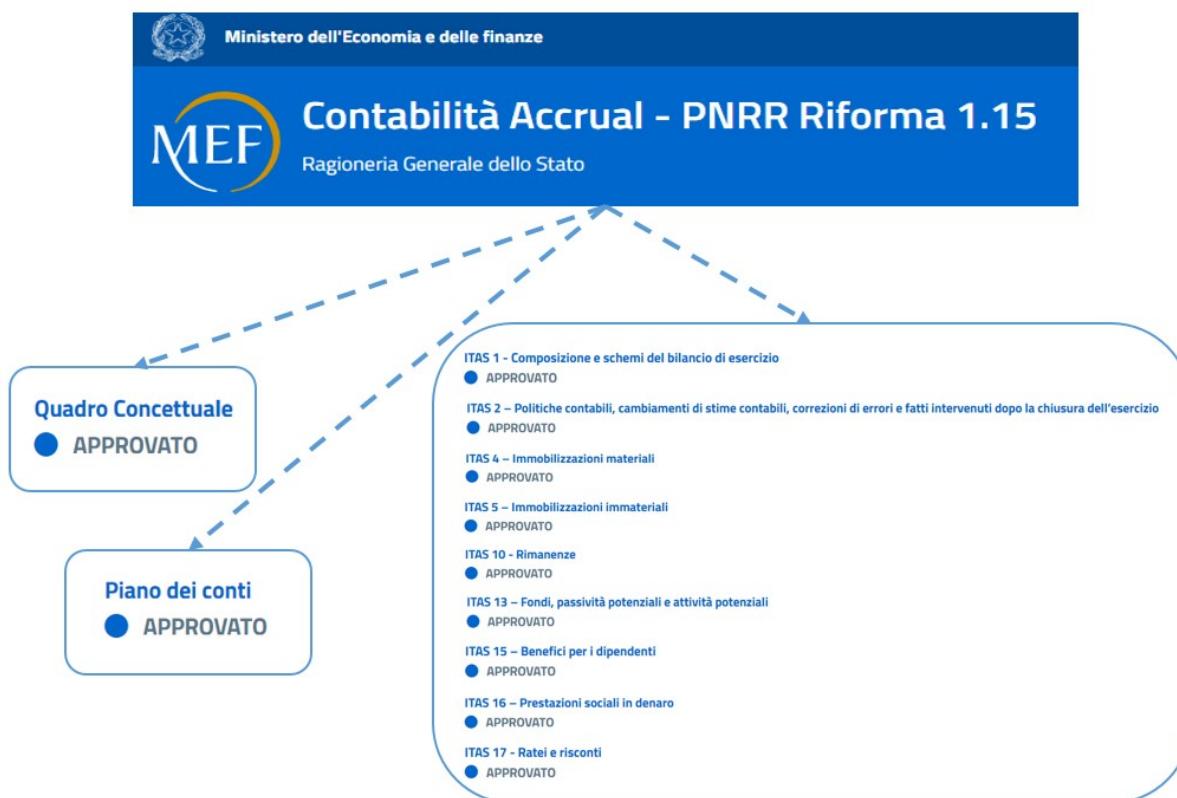 Ministero dell'Economia e delle finanze
MEF
Contabilità Accrual - PNRR Riforma 1.15
Ragioneria Generale dello Stato
Quadro Concettuale
APPROVATO
Piano dei conti
APPROVATO
ITAS 1 - Composizione e schemi del bilancio di esercizio
APPROVATO
ITAS 2 – Politiche contabili, cambiamenti di stime contabili, correzioni di errori e fatti intervenuti dopo la chiusura dell'esercizio
APPROVATO
ITAS 4 – Immobilizzazioni materiali
APPROVATO
ITAS 5 – Immobilizzazioni immateriali
APPROVATO
ITAS 10 - Rimanenze
APPROVATO
ITAS 13 – Fondi, passività potenziali e attività potenziali
APPROVATO
ITAS 15 – Benefici per i dipendenti
APPROVATO
ITAS 16 – Prestazioni sociali in denaro
APPROVATO
ITAS 17 - Ratei e risconti
APPROVATO